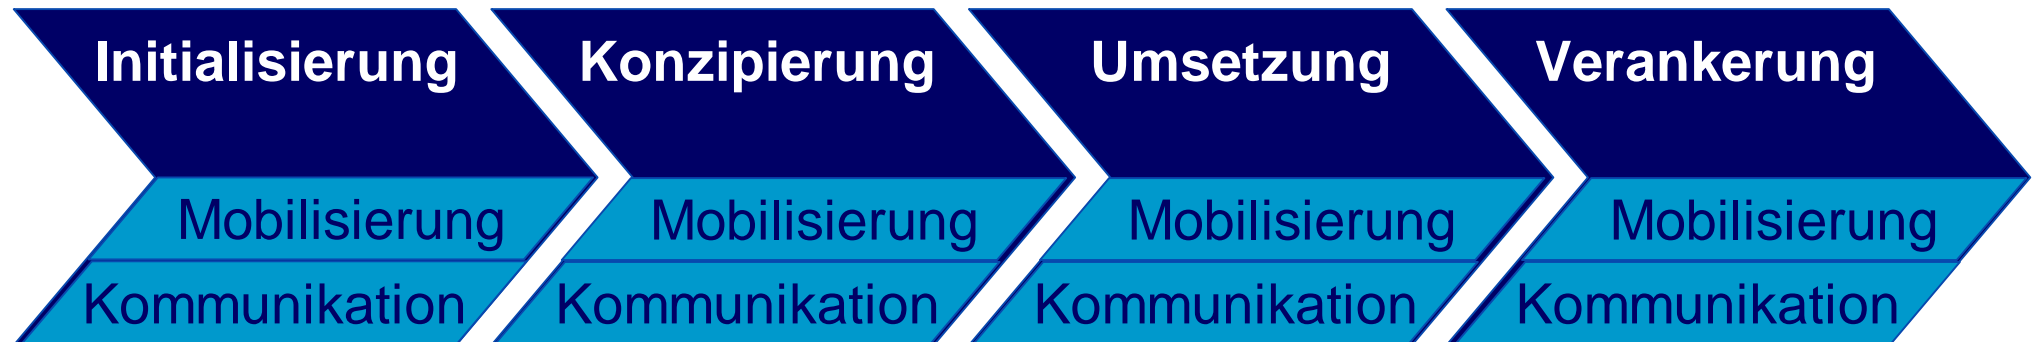 Initialisierung Konzipierung Umsetzung Verankerung
Mobilisierung Mobilisierung Mobilisierung Mobilisierung
Kommunikation Kommunikation Kommunikation Kommunikation